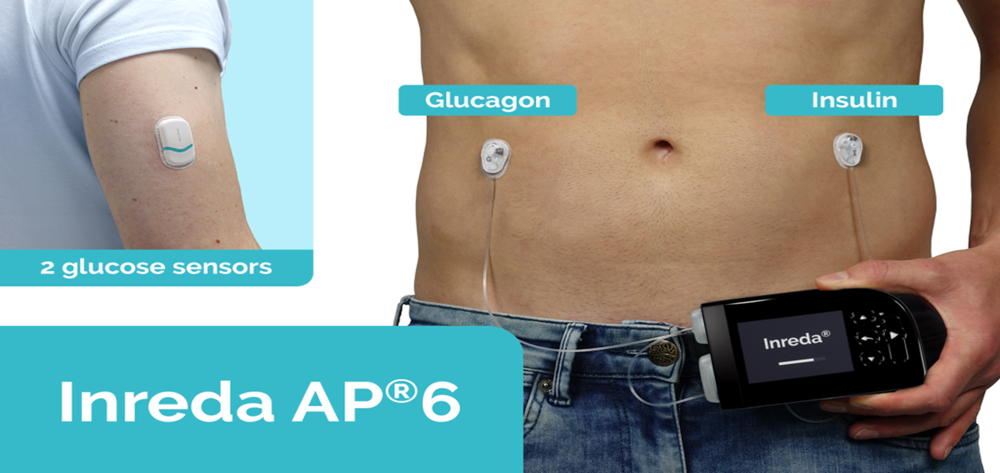 Glucagon
Insulin
G
2 glucose sensors
Inreda®
Inreda AP®6